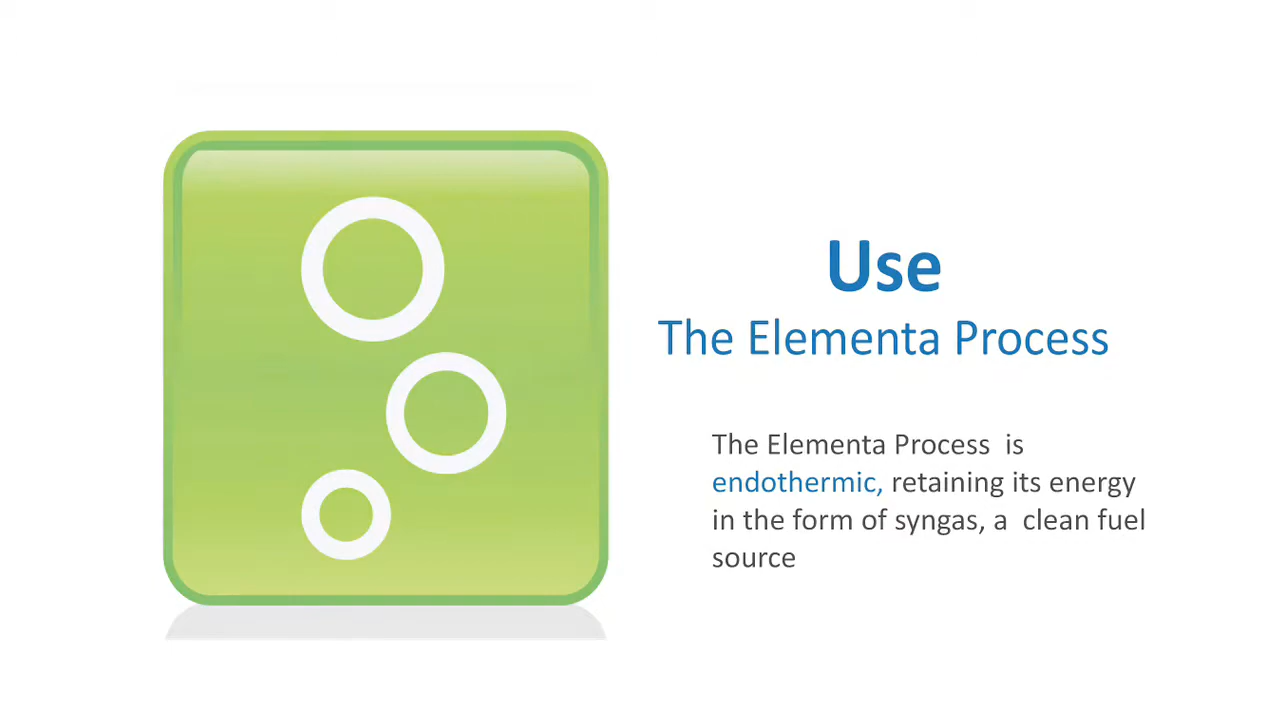 Use
The Elementa Process
The Elementa Process  is
endothermic, retaining its energy
in the form of syngas, a  clean fuel
source